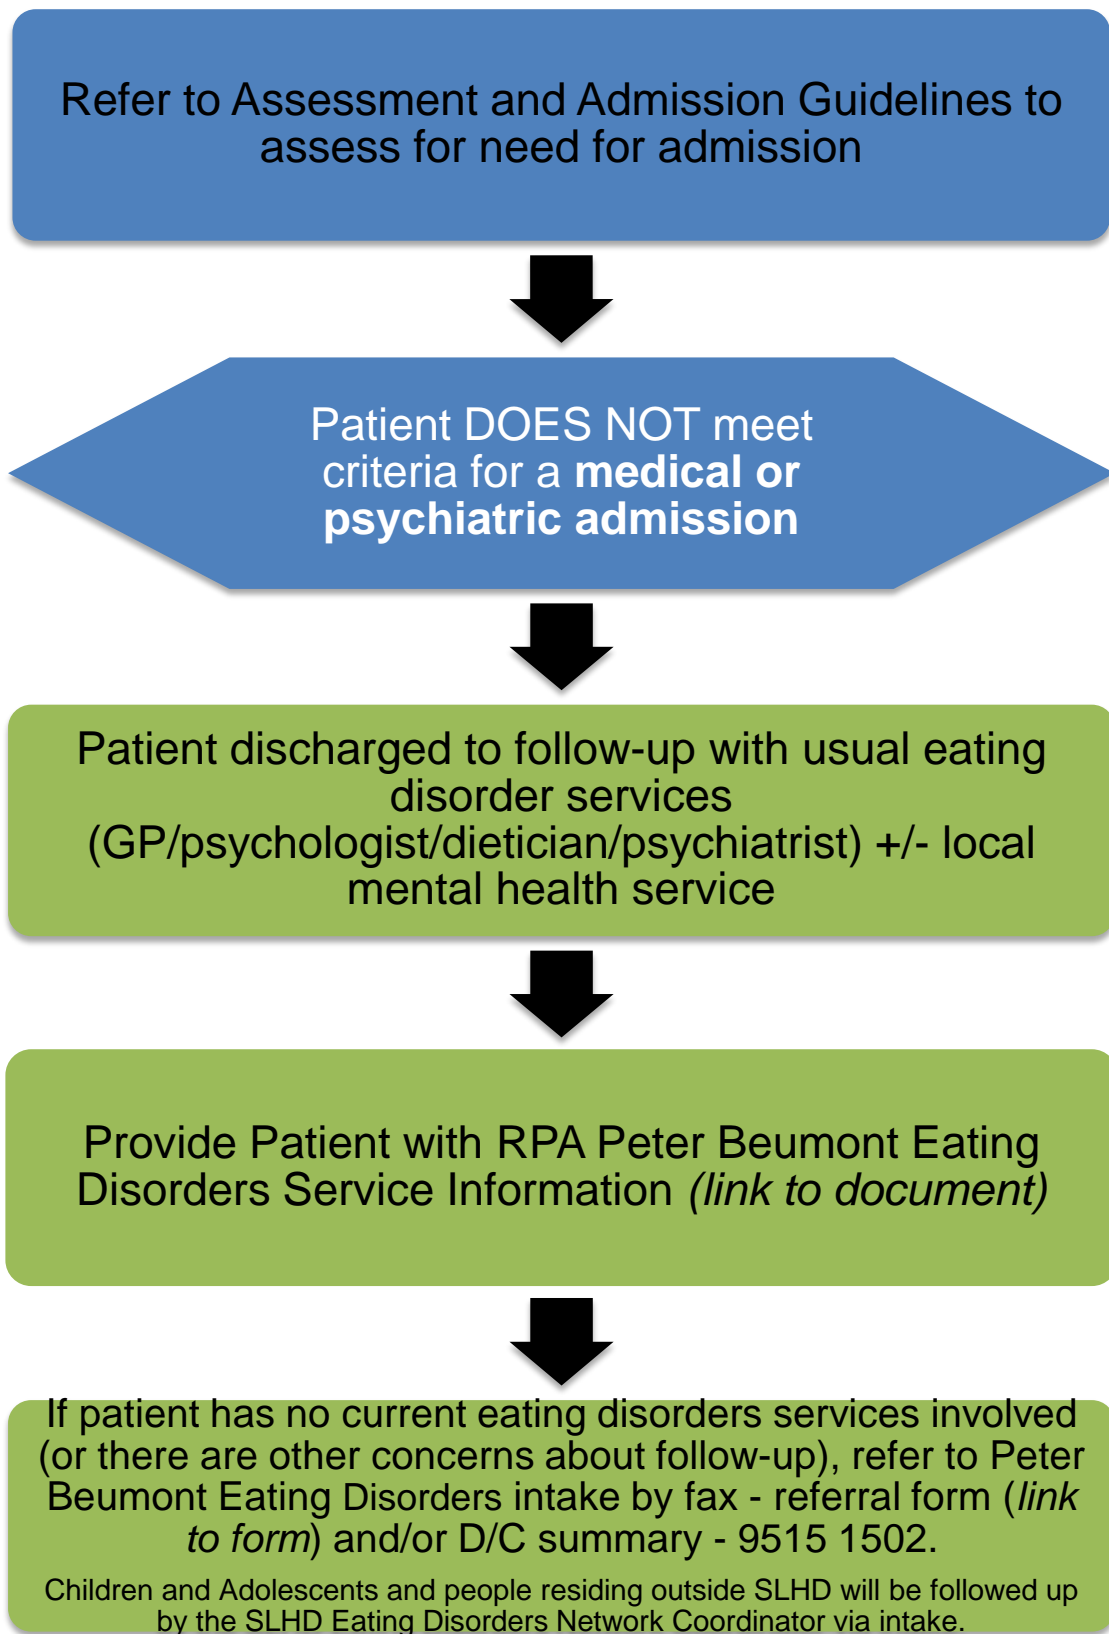 Refer to Assessment and Admission Guidelines to
assess for need for admission
Patient DOES NOT meet
criteria for a medical or
psychiatric admission
Patient discharged to follow-up with usual eating
disorder services
(GP/psychologist/dietician/psychiatrist) +/- local
mental health service
Provide Patient with RPA Peter Beumont Eating
Disorders Service Information (link to document)
If patient has no current eating disorders services involved
(or there are other concerns about follow-up), refer to Peter
Beumont Eating Disorders intake by fax - referral form (link
to form) and/or D/C summary - 9515 1502.
Children and Adolescents and people residing outside SLHD will be followed up
by the SLHD Eating Disorders Network Coordinator via intake.